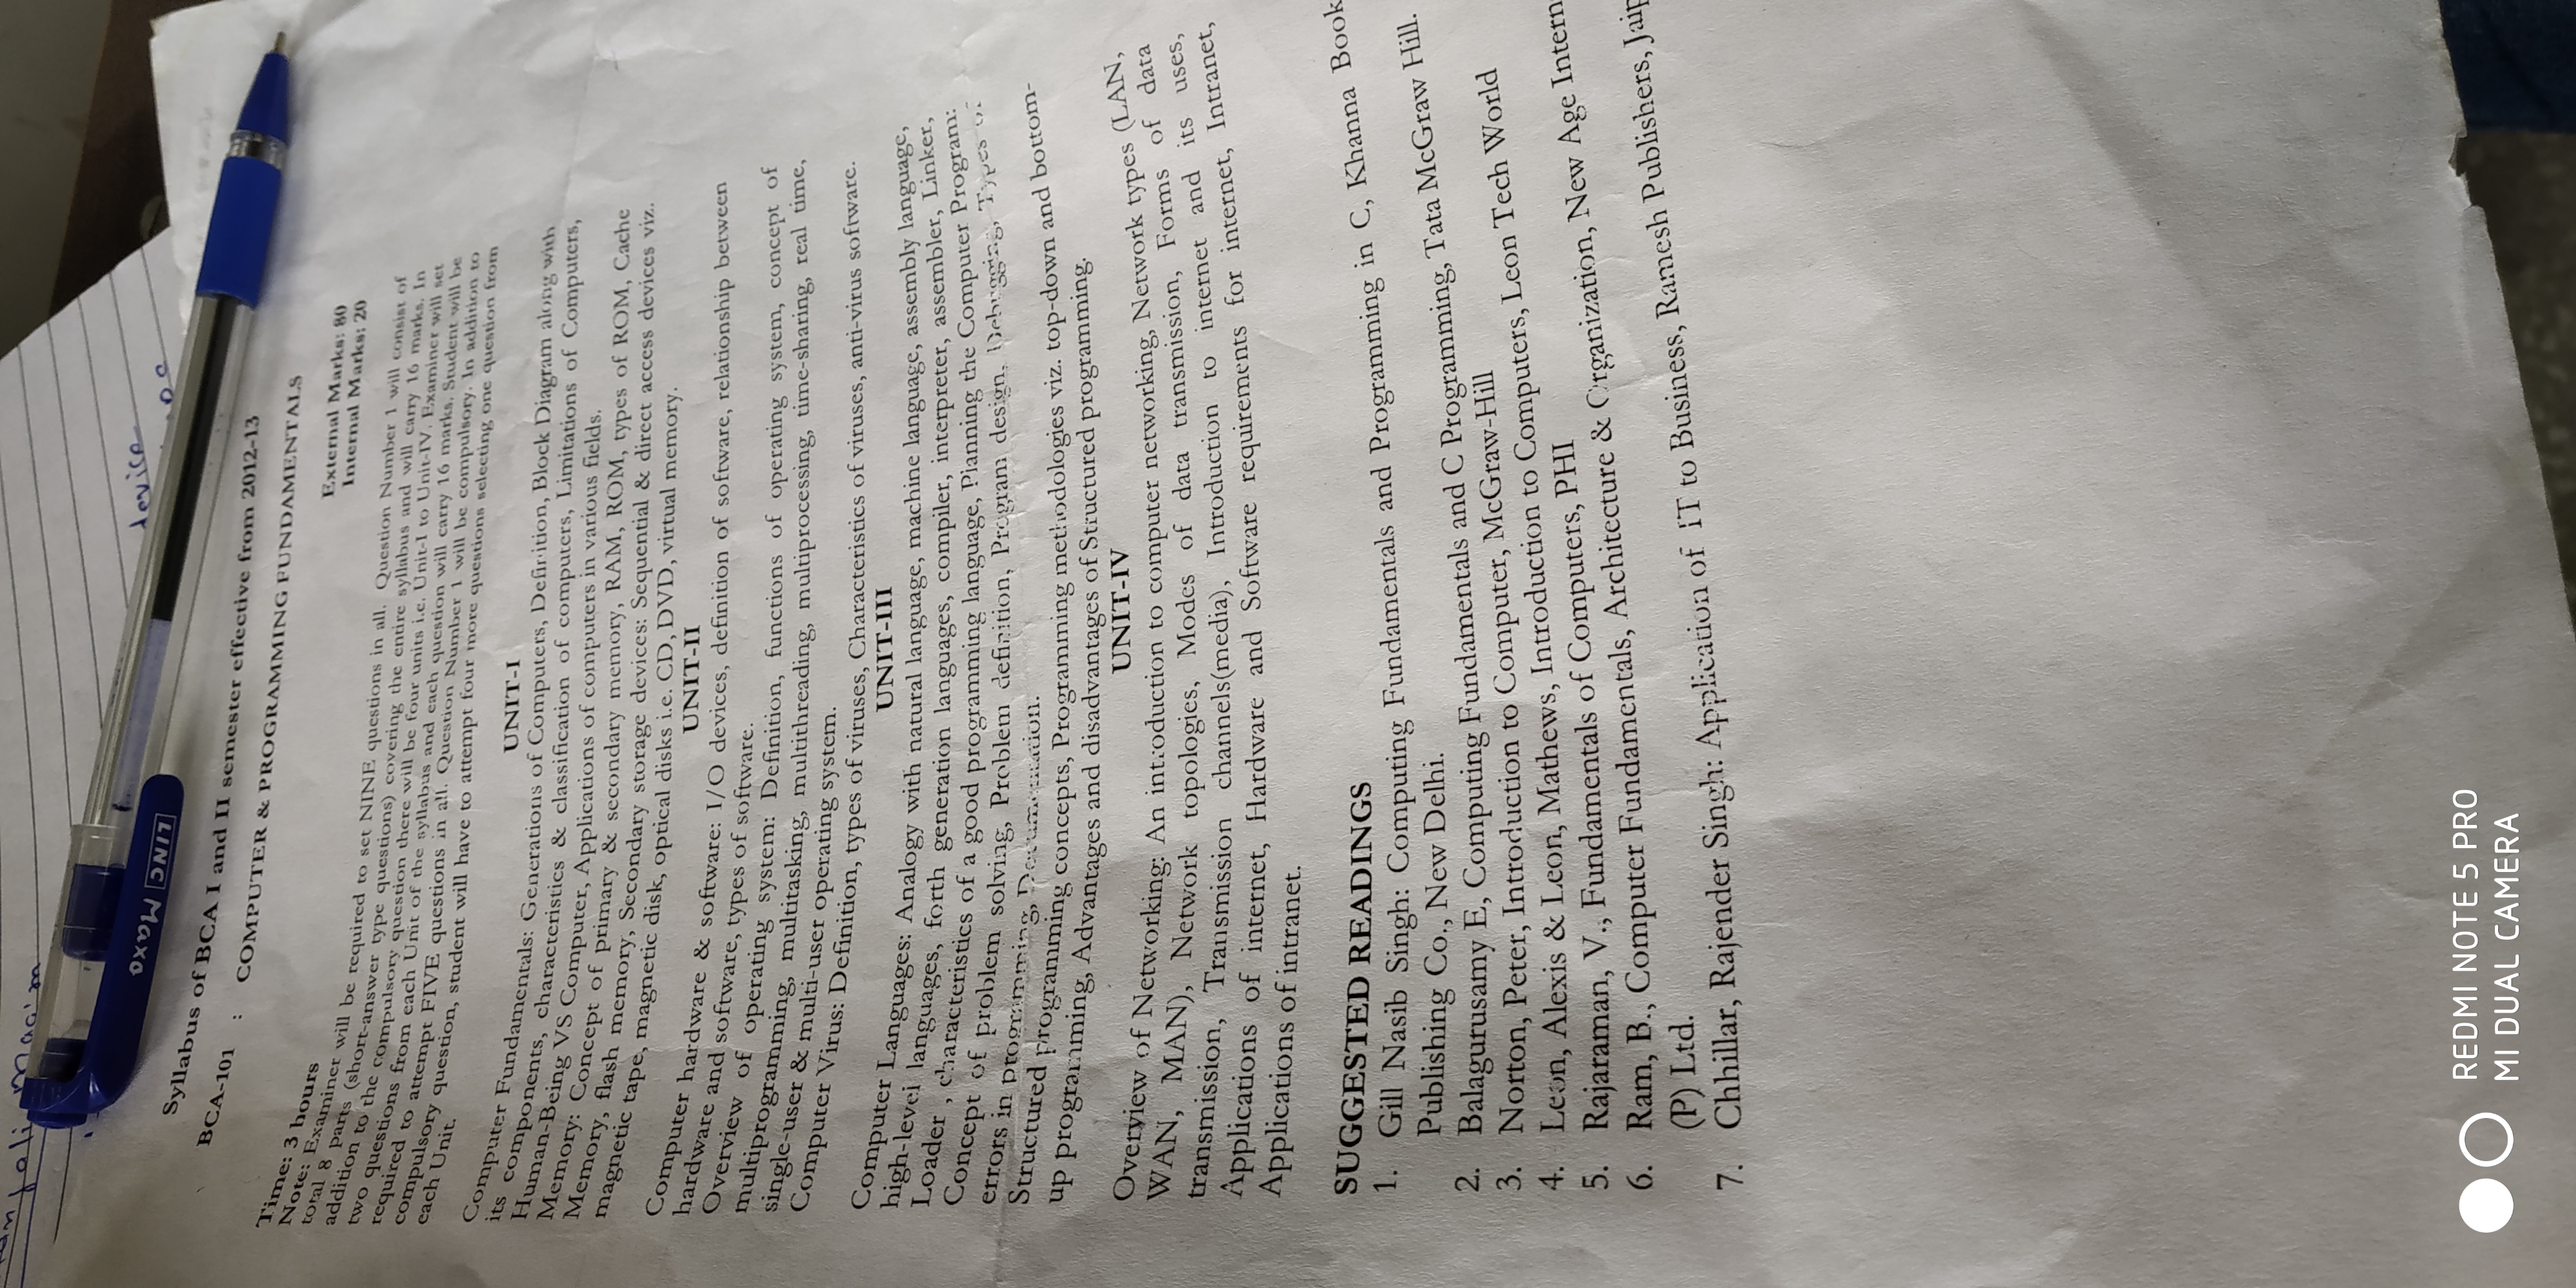 Mam
device
LINC Maxo
Syllabus of BCA I and II semester effective from 2012-13
BCA-101 : COMPUTER & PROGRAMMING FUNDAMENTALS
External Marks: 80
Time: 3 hours
Internal Marks: 20
Note: Examiner will be required to set NINE questions in all. Question Number 1 will consist of
total 8 parts (short-answer type questions) covering the entire syllabus and will carry 16 marks. In
addition to the compulsory question there will be four units i.e. Unit-I to Unit-IV. Examiner will set
two questions from each Unit of the syllabus and each question will carry 16 marks. Student will be
required to attempt FIVE questions in all. Question Number 1 will be compulsory. In addition to
compulsory question, student will have to attempt four more questions selecting one question from
each Unit.
UNIT-I
Computer Fundamentals: Generations of Computers, Definition, Block Diagram along with
its components, characteristics & classification of computers, Limitations of Computers,
Human-Being VS Computer, Applications of computers in various fields.
Memory: Concept of primary & secondary memory, RAM, ROM, types of ROM, Cache
Memory, flash memory, Secondary storage devices: Sequential & direct access devices viz.
magnetic tape, magnetic disk, optical disks i.e. CD, DVD, virtual memory.
UNIT-II
Computer hardware & software: I/O devices, definition of software, relationship between
hardware and software, types of software.
Overview of operating system: Definition, functions of operating system, concept of
multiprogramming, multitasking, multithreading, multiprocessing, time-sharing, real time,
single-user & multi-user operating system.
Computer Virus: Definition, types of viruses, Characteristics of viruses, anti-virus software.
UNIT-III
Computer Languages: Analogy with natural language, machine language, assembly language,
high-level languages, forth generation languages, compiler, interpreter, assembler, Linker,
Loader , characteristics of a good programming language, Planning the Computer Program:
Concept of problem solving, Problem definition, Program design, Debugging, Types of
errors in programming, Documentation.
Structured programming concepts, Programming methodologies viz. top-down and bottom-
up programming, Advantages and disadvantages of Structured programming.
UNIT-IV
Overview of Networking: An introduction to computer networking, Network types (LAN,
WAN, MAN), Network topologies, Modes of data transmission, Forms of data
transmission, Transmission channels(media), Introduction to internet and its uses,
Applications of internet, Hardware and Software requirements for internet, Intranet,
Applications of intranet.
SUGGESTED READINGS
1. Gill Nasib Singh: Computing Fundamentals and Programming in C, Khanna Book
Publishing Co., New Delhi.
2. Balagurusamy E, Computing Fundamentals and C Programming, Tata McGraw Hill.
3. Norton, Peter, Introduction to Computer, McGraw-Hill
4. Leon, Alexis & Leon, Mathews, Introduction to Computers, Leon Tech World
5. Rajaraman, V., Fundamentals of Computers, PHI
6. Ram, B., Computer Fundamentals, Architecture & Organization, New Age Intern
(P) Ltd.
7. Chhillar, Rajender Singh: Application of IT to Business, Ramesh Publishers, Jaip
REDMI NOTE 5 PRO
MI DUAL CAMERA